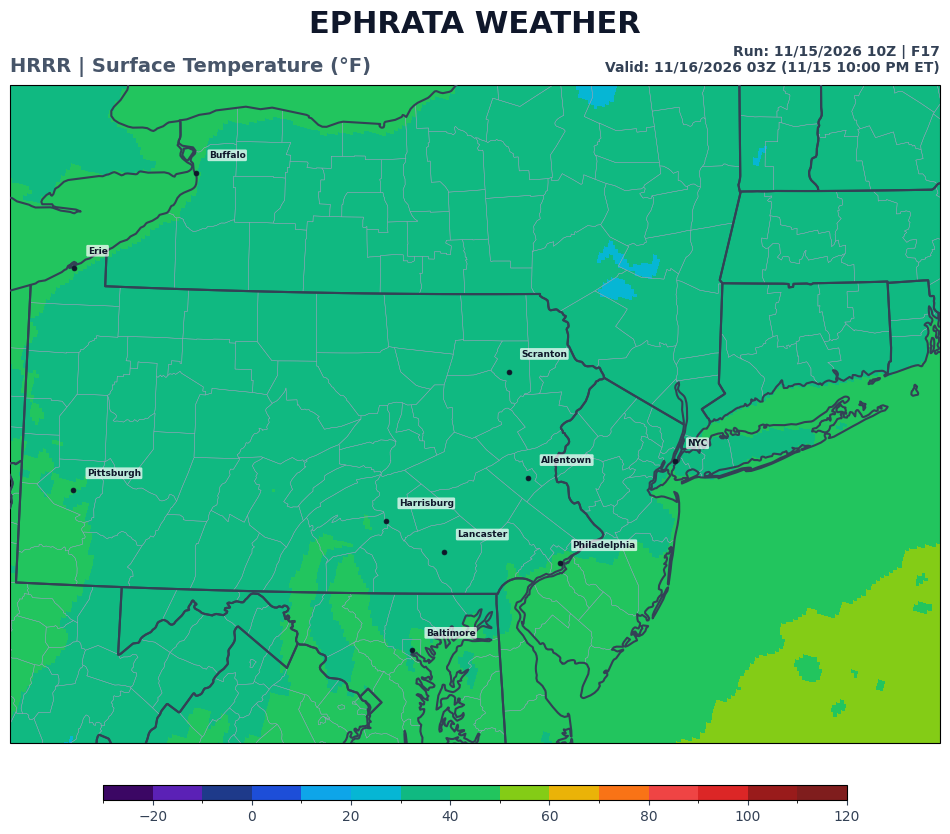 EPHRATA WEATHER
HRRR | Surface Temperature (°F)
Run: 11/15/2026 10Z | F17
Valid: 11/16/2026 03Z (11/15 10:00 PM ET)
Buffalo
Erie
Scranton
NYC
Allentown
Pittsburgh
Harrisburg
Lancaster
Philadelphia
Baltimore
−20 0 20 40 60 80 100 120